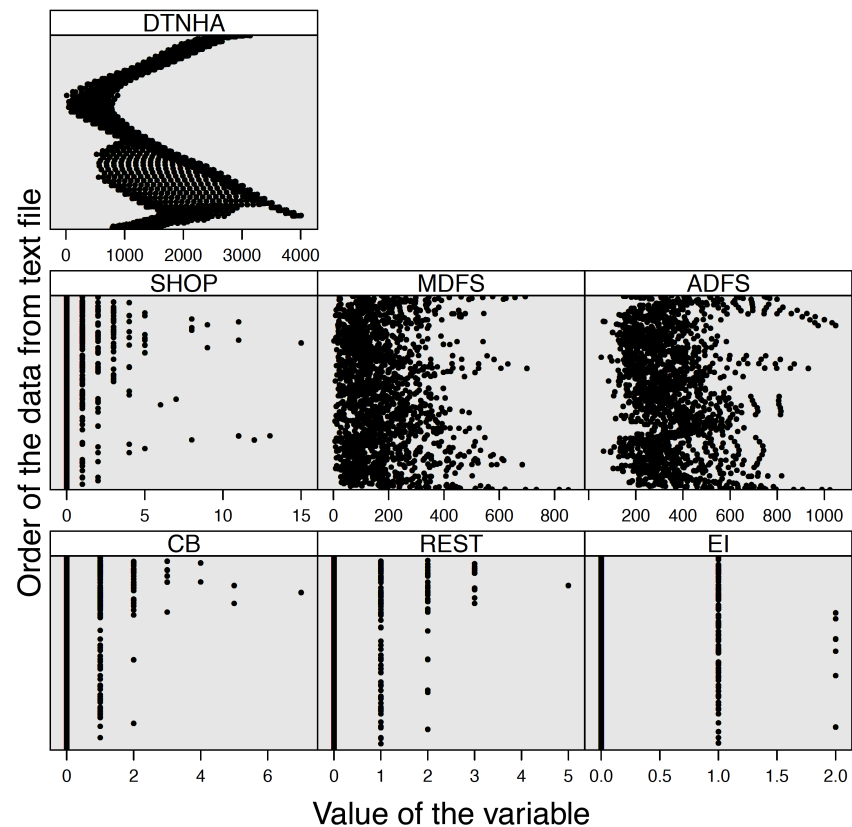 DTNHA
0 1000 2000 3000 4000
SHOP MDFS ADFS
0 5 10 15 0 200 400 600 800 200 400 600 800 1000
CB REST EI
0 2 4 6 0 1 2 3 4 5 0.0 0.5 1.0 1.5 2.0
Order of the data from text file
Value of the variable